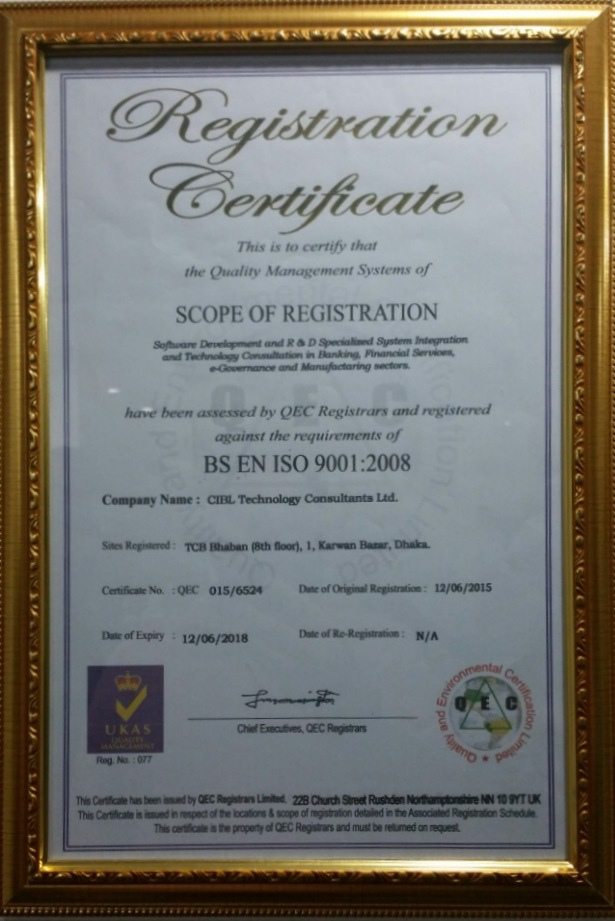 Registration
Certificate
This is to certify that
the Quality Management Systems of
SCOPE OF REGISTRATION
Software Development and R & D Specialized System Integration
and Technology Consultation in Banking, Financial Services,
e-Governance and Manufactaring sectors.
have been assessed by QEC Registrars and registered
against the requirements of
BS EN ISO 9001:2008
Company Name : CIBL Technology Consultants Ltd.
Sites Registered : TCB Bhaban (8th floor), 1, Karwan Bazar, Dhaka.
Certificate No. : QEC 015/6524 Date of Original Registration : 12/06/2015
Date of Expiry : 12/06/2018 Date of Re-Registration : N/A
UKAS
QUALITY
MANAGEMENT
Reg. No. : 077
Chief Executives, QEC Registrars
Quality and Environmental Certification Limited
QEC
This Certificate has been issued by QEC Registrars Limited, 22B Church Street Rushden Northamptonshire NN 10 9YT UK
This Certificate is issued in respect of the locations & scope of registration detailed in the Associated Registration Schedule.
This certificate is the property of QEC Registrars and must be returned on request.